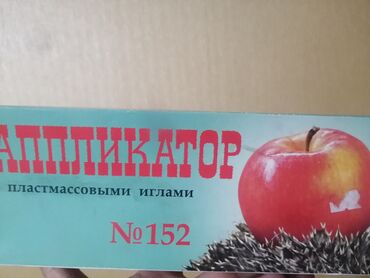 АППЛИКАТОР
пластмассовыми иглами
№152